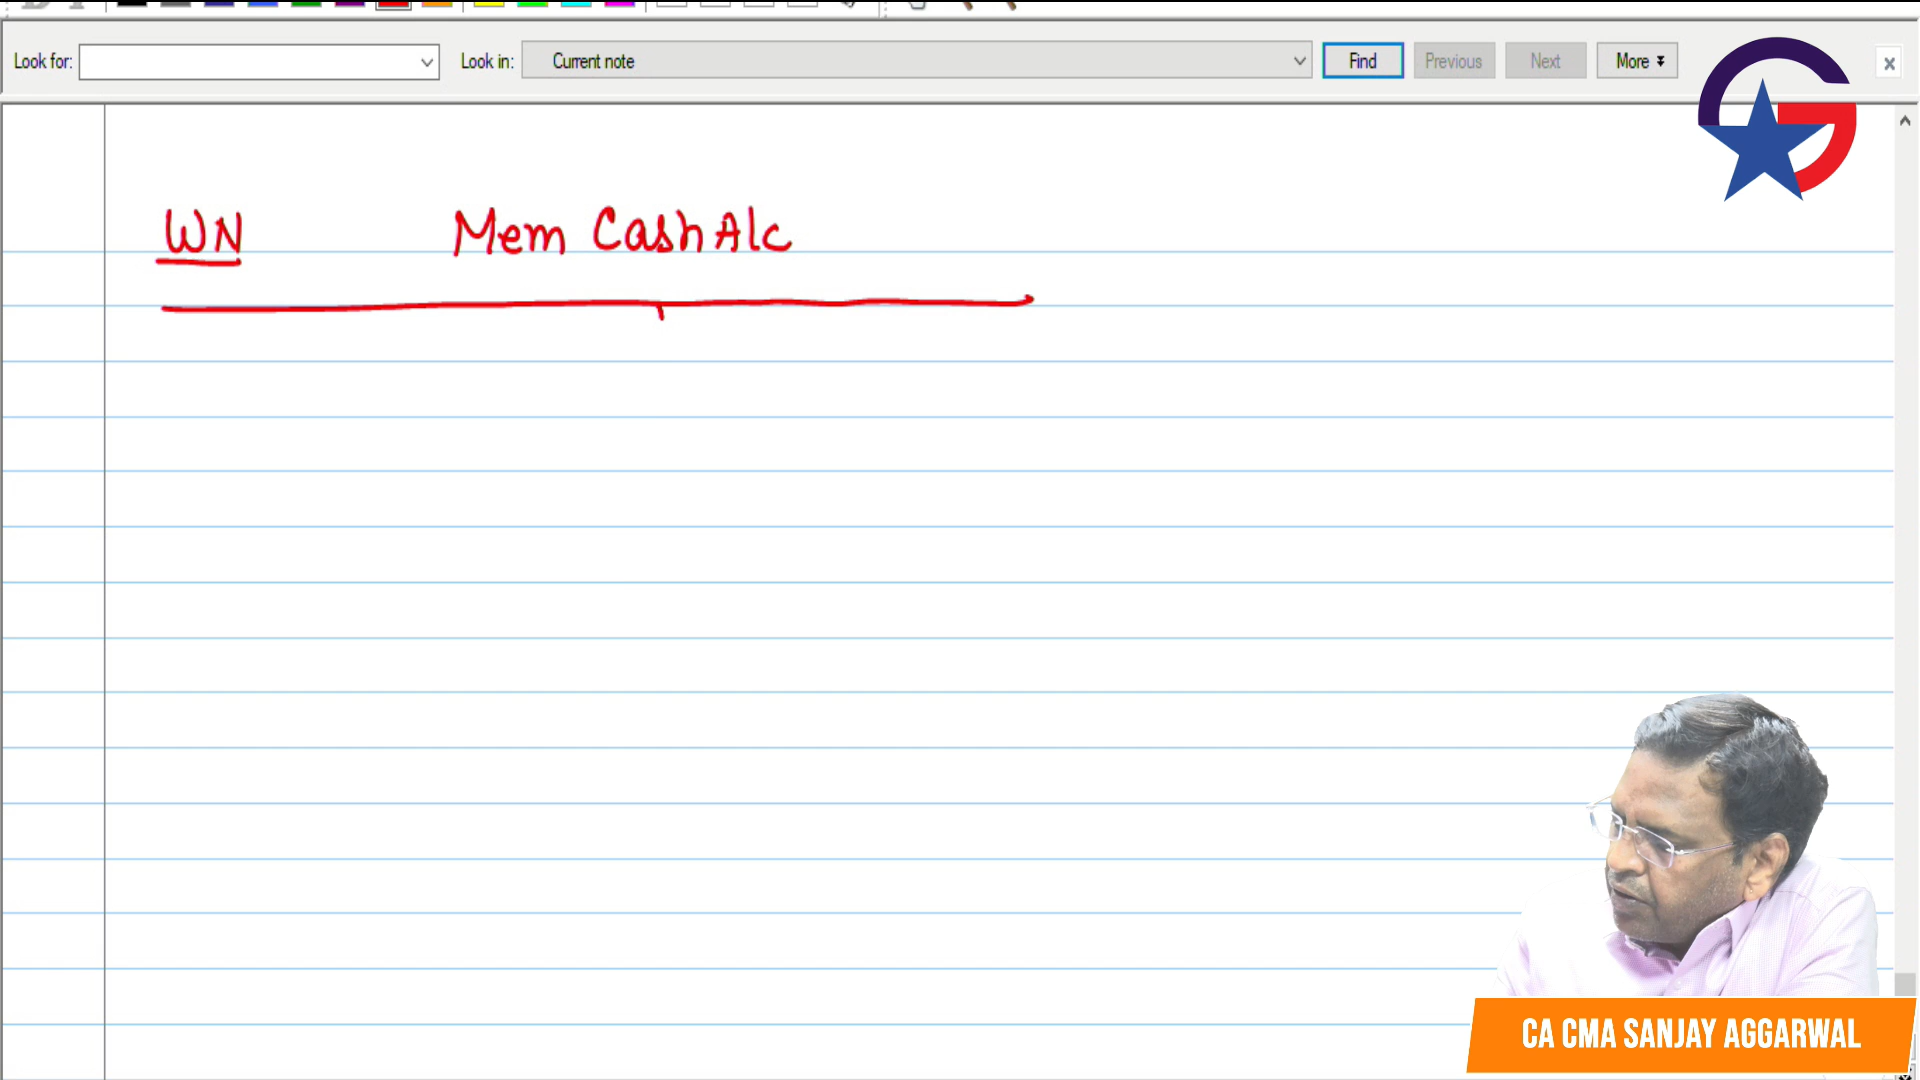 Look for: Look in: Current note Find Previous Next More
WN Mem Cash A/c
CA CMA SANJAY AGGARWAL